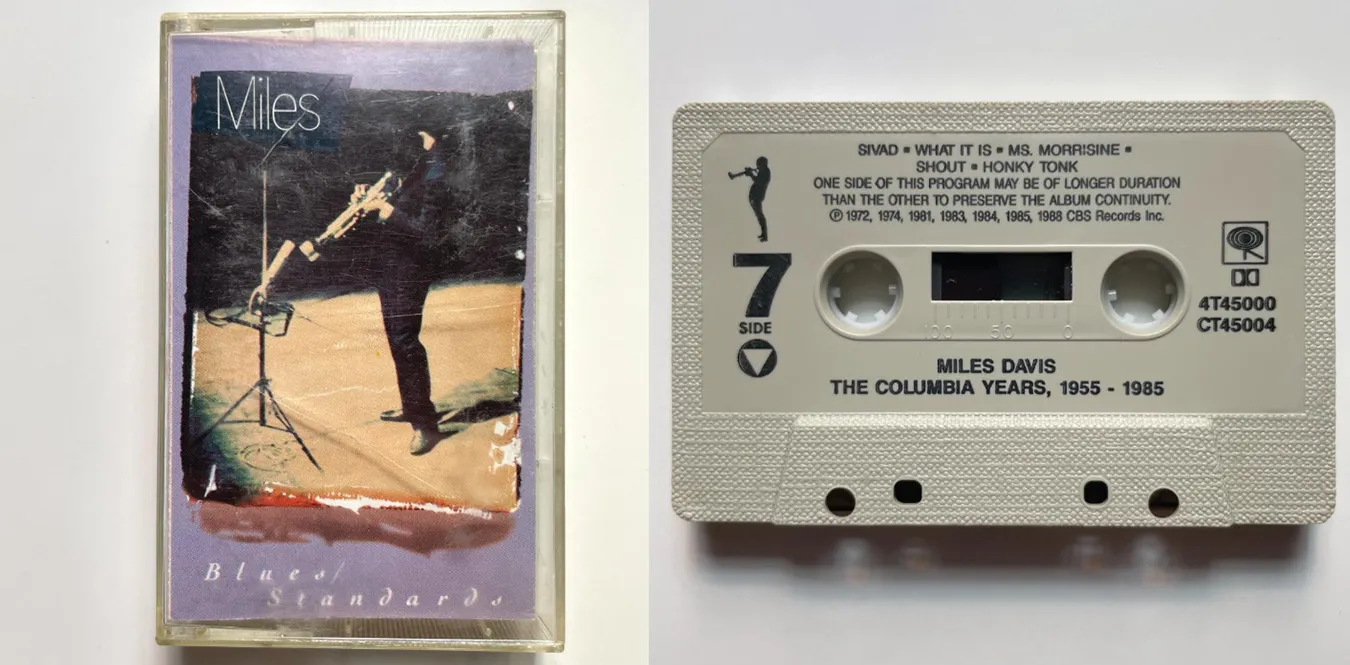 Miles
Blues/
Standards
SIVAD ▪ WHAT IT IS ▪ MS. MORRISINE ▪
SHOUT ▪ HONKY TONK
ONE SIDE OF THIS PROGRAM MAY BE OF LONGER DURATION
THAN THE OTHER TO PRESERVE THE ALBUM CONTINUITY.
℗ 1972, 1974, 1981, 1983, 1984, 1985, 1988 CBS Records Inc.
7
SIDE
4T45000
CT45004
100 50 0
MILES DAVIS
THE COLUMBIA YEARS, 1955 - 1985